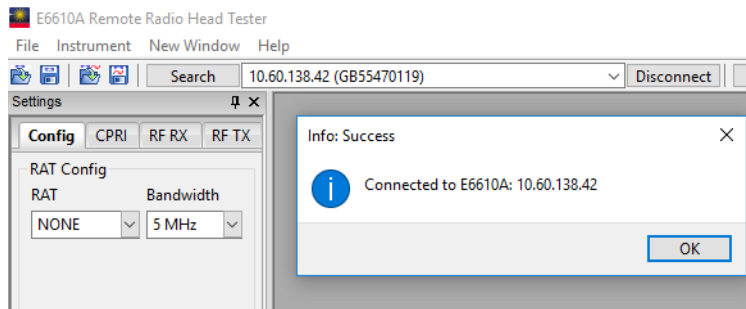 E6610A Remote Radio Head Tester
File Instrument New Window Help
Search 10.60.138.42 (GB55470119) Disconnect
Settings
Config CPRI RF RX RF TX
RAT Config
RAT Bandwidth
NONE 5 MHz
Info: Success
Connected to E6610A: 10.60.138.42
OK